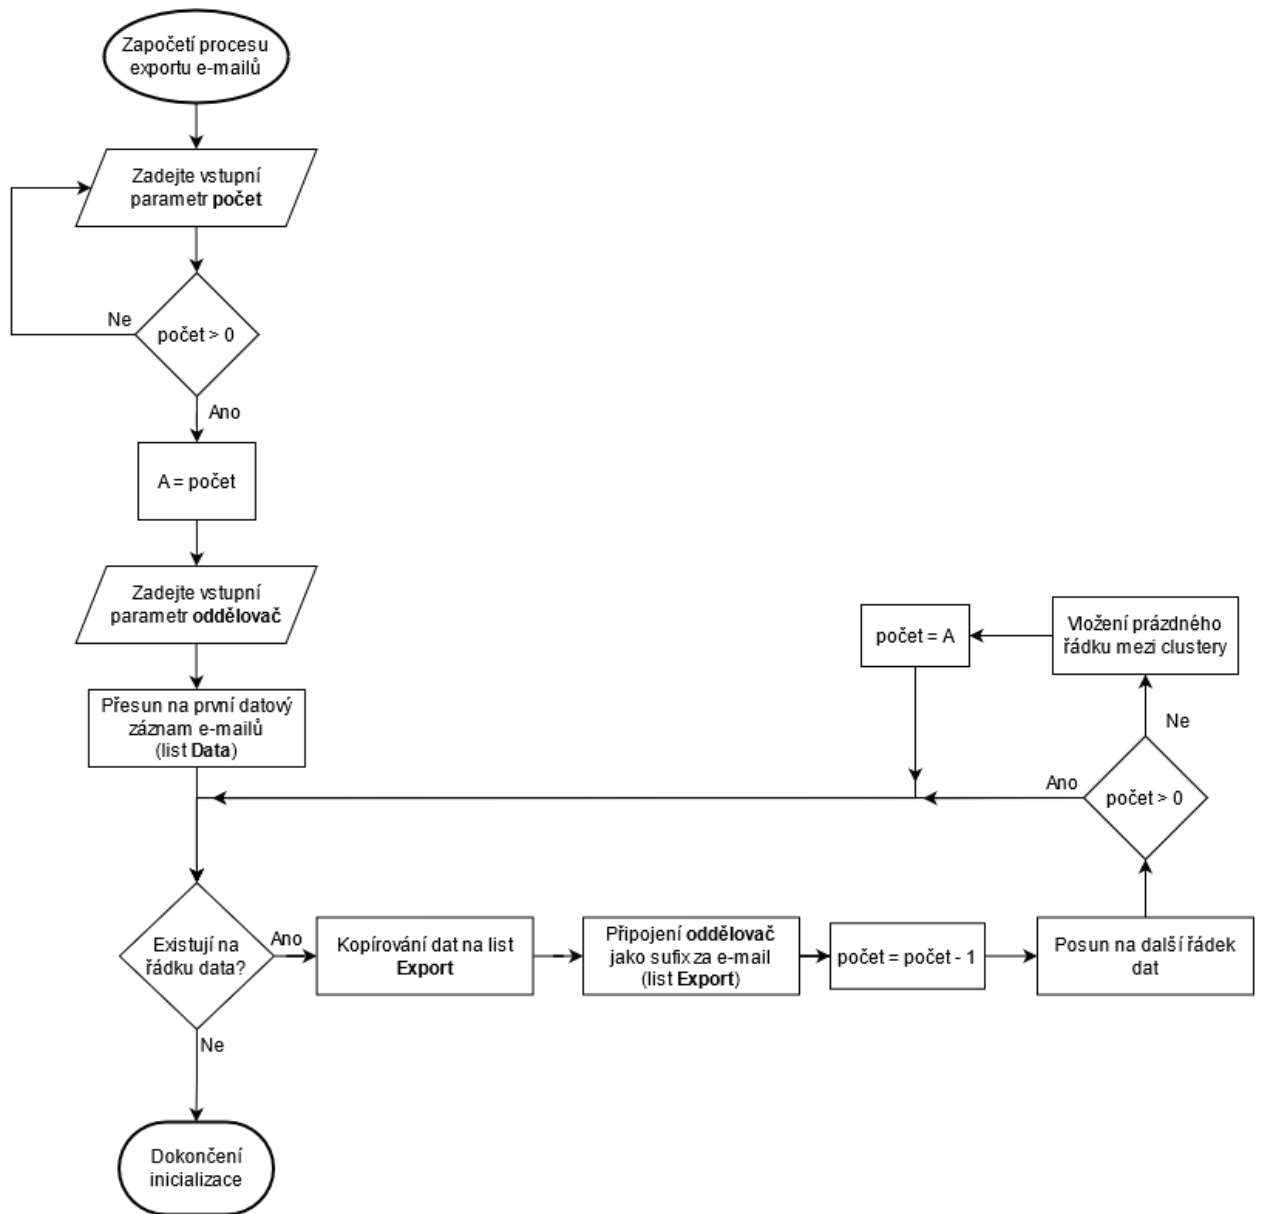 Započetí procesu
exportu e-mailů
Zadejte vstupní
parametr počet
Ne
počet > 0
Ano
A = počet
Zadejte vstupní
parametr oddělovač
Přesun na první datový
záznam e-mailů
(list Data)
počet = A
Vložení prázdného
řádku mezi clustery
Ne
Ano
počet > 0
Existují na
řádku data?
Ano
Kopírování dat na list
Export
Připojení oddělovač
jako sufix za e-mail
(list Export)
počet = počet - 1
Posun na další řádek
dat
Ne
Dokončení
inicializace